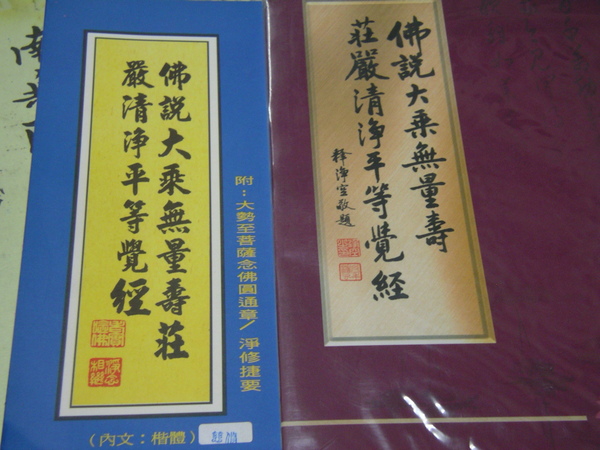 佛說大乘無量壽莊
嚴清淨平等覺經
附：大勢至菩薩念佛圓通章/淨修捷要
(內文：楷體)
佛說大乘無量壽
莊嚴清淨平等覺經
釋淨空敬題